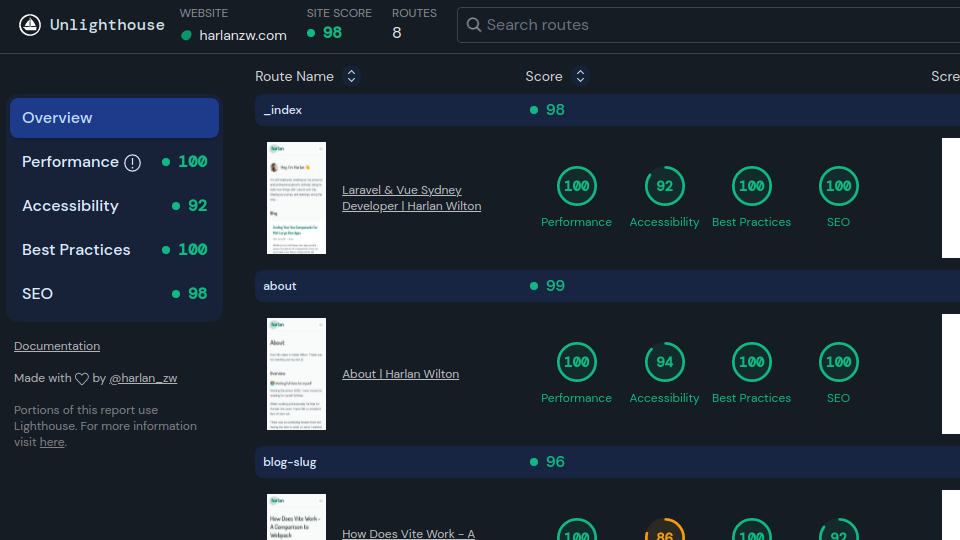 Unlighthouse
WEBSITE
harlanzw.com
SITE SCORE
98
ROUTES
8
Search routes
Overview
Performance 100
Accessibility 92
Best Practices 100
SEO 98
Documentation
Made with by @harlan_zw
Portions of this report use
Lighthouse. For more information
visit here.
Route Name Score Scre
_index 98
harlan
Hey, I'm Harlan
Blog
Laravel & Vue Sydney
Developer | Harlan Wilton
100 92 100 100
Performance Accessibility Best Practices SEO
about 99
harlan
About
Overview
About | Harlan Wilton
100 94 100 100
Performance Accessibility Best Practices SEO
blog-slug 96
harlan
How Does Vite Work -
A Comparison to
Webpack
How Does Vite Work - A
100 86 100 92